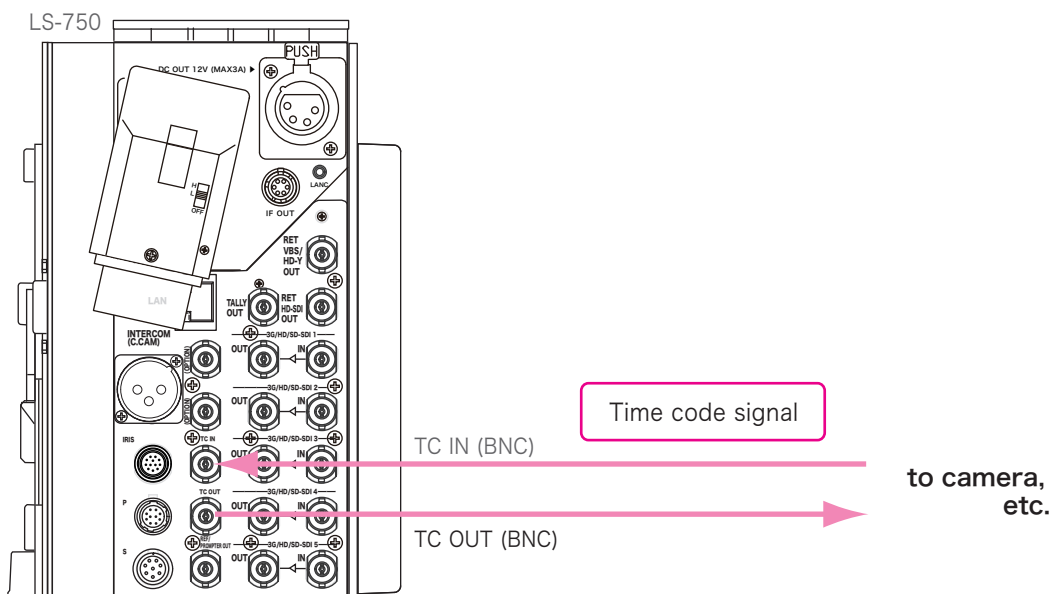 LS-750
PUSH
DC OUT 12V (MAX3A) ▶
H
L
OFF
LANC
IF OUT
RET
VBS/
HD-Y
OUT
LAN
TALLY
OUT
RET
HD-SDI
OUT
INTERCOM
(C.CAM)
(OPTION)
3G/HD/SD-SDI 1
OUT
IN
(OPTION)
3G/HD/SD-SDI 2
OUT
IN
Time code signal
IRIS
TC IN
3G/HD/SD-SDI 3
OUT
IN
TC IN (BNC)
to camera,
etc.
P
TC OUT
3G/HD/SD-SDI 4
OUT
IN
TC OUT (BNC)
S
REF/
PROMPTER OUT
3G/HD/SD-SDI 5
OUT
IN